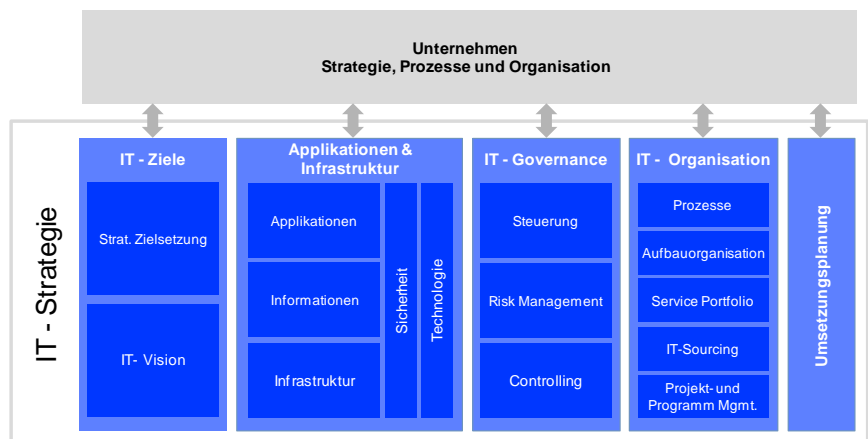 Unternehmen
Strategie, Prozesse und Organisation
IT - Strategie
IT - Ziele
Strat. Zielsetzung
IT- Vision
Applikationen &
Infrastruktur
Applikationen
Informationen
Infrastruktur
Sicherheit
Technologie
IT - Governance
Steuerung
Risk Management
Controlling
IT - Organisation
Prozesse
Aufbauorganisation
Service Portfolio
IT-Sourcing
Projekt- und
Programm Mgmt.
Umsetzungsplanung